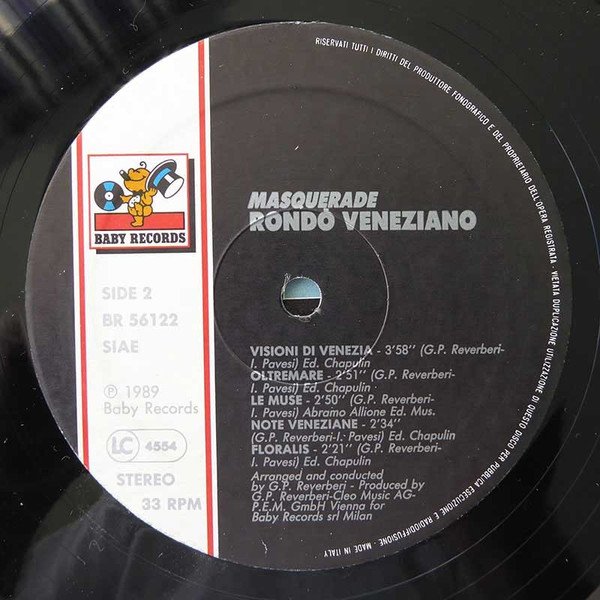 RISERVATI TUTTI I DIRITTI DEL PRODUTTORE FONOGRAFICO E DEL PROPRIETARIO DELL'OPERA REGISTRATA · VIETATA DUPLICAZIONE UTILIZZAZIONE DI QUESTO DISCO PER PUBBLICA ESECUZIONE E RADIODIFFUSIONE · MADE IN ITALY
BABY RECORDS
MASQUERADE
RONDÒ VENEZIANO
SIDE 2
BR 56122
SIAE
℗ 1989
Baby Records
LC 4554
STEREO
33 RPM
VISIONI DI VENEZIA - 3'58'' (G.P. Reverberi-
I. Pavesi) Ed. Chapulin
OLTREMARE - 2'51'' (G.P. Reverberi-
I. Pavesi) Ed. Chapulin
LE MUSE - 2'50'' (G.P. Reverberi-
I. Pavesi) Abramo Allione Ed. Mus.
NOTE VENEZIANE - 2'34''
(G.P. Reverberi-I. Pavesi) Ed. Chapulin
FLORALIS - 2'21'' (G.P. Reverberi-
I. Pavesi) Ed. Chapulin
Arranged and conducted
by G.P. Reverberi - Produced by
G.P. Reverberi-Cleo Music AG-
P.E.M. GmbH Vienna for
Baby Records srl Milan